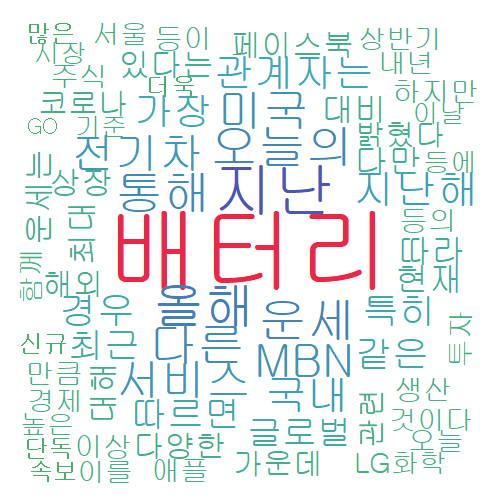 많은 서울 등이 페이스북 상반기
시장 있다는 관계자는 내년
주식 더욱 하지만
코로나 가장 미국 대비 이날
GO 기준 밝혔다
전기차 오늘의 다만 등에
운세는 상장 통해 지난 지난해
최대 배터리 등의
함께 해외 따라
현재
경우 올해 운세 특히
신규 최근 다른 MBN 같은 투자
만큼 서비스 국내 생산
경제 대해 따르면 글로벌 관련 것이다
높은 오늘
단독 이상 다양한
속보 이를 애플 가운데 LG화학